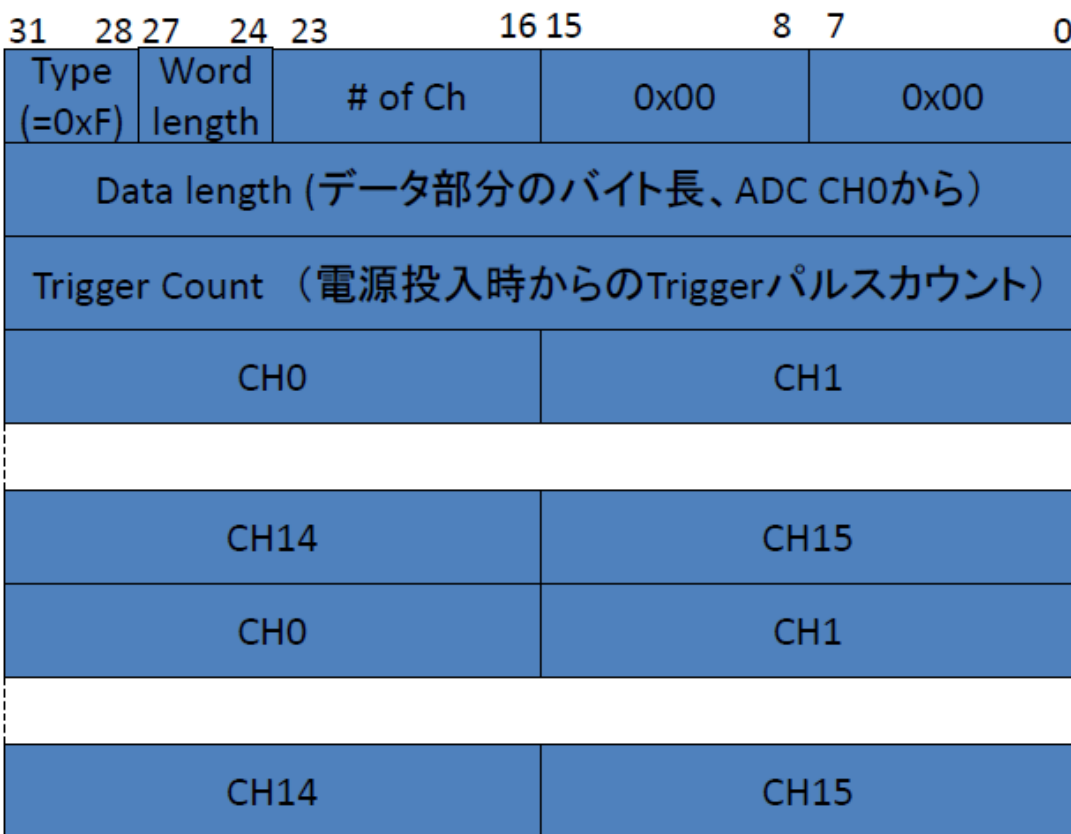 31 28 27 24 23 16 15 8 7 0
Type (=0xF) Word length # of Ch 0x00 0x00
Data length (データ部分のバイト長、ADC CH0から)
Trigger Count （電源投入時からのTriggerパルスカウント）
CH0 CH1
CH14 CH15
CH0 CH1
CH14 CH15